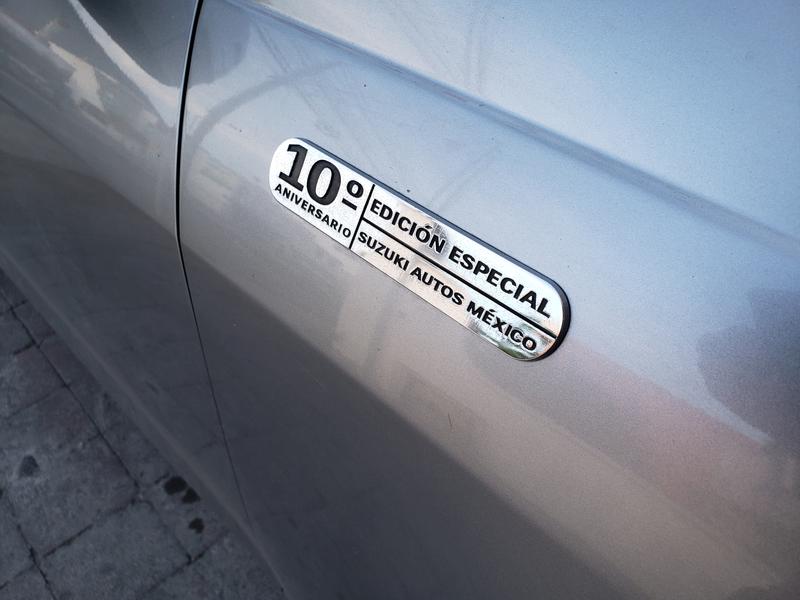 10º
ANIVERSARIO
EDICIÓN ESPECIAL
SUZUKI AUTOS MÉXICO